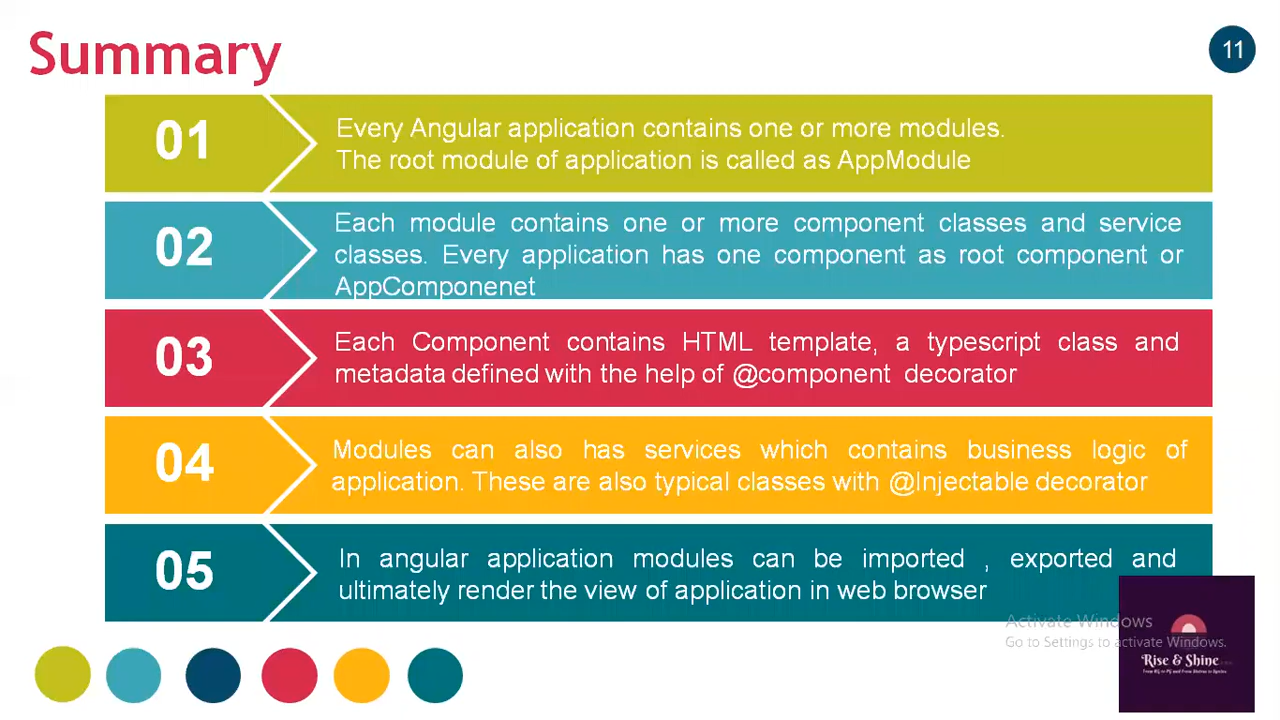 Summary
11
01
Every Angular application contains one or more modules.
The root module of application is called as AppModule
02
Each module contains one or more component classes and service
classes. Every application has one component as root component or
AppComponenet
03
Each Component contains HTML template, a typescript class and
metadata defined with the help of @component decorator
04
Modules can also has services which contains business logic of
application. These are also typical classes with @Injectable decorator
05
In angular application modules can be imported , exported and
ultimately render the view of application in web browser
Activate Windows
Go to Settings to activate Windows.
Rise & Shine